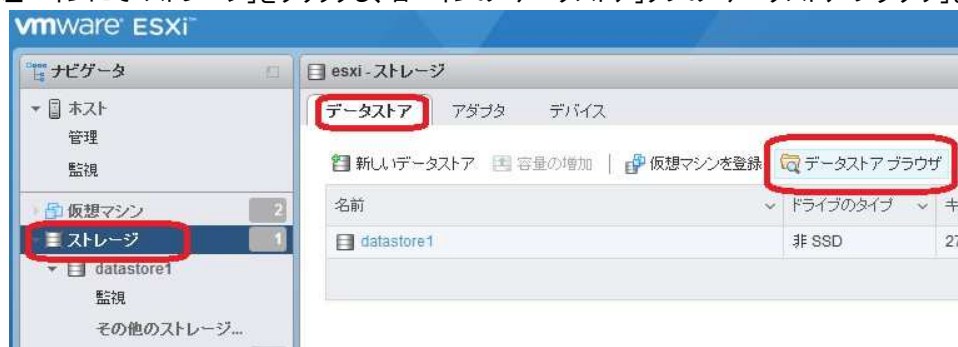 vmware ESXi™
ナビゲータ
ホスト
管理
監視
仮想マシン 2
ストレージ 1
datastore1
監視
その他のストレージ...
esxi - ストレージ
データストア アダプタ デバイス
新しいデータストア 容量の増加 仮想マシンを登録 データストア ブラウザ
名前 ドライブのタイプ
datastore1 非 SSD 27